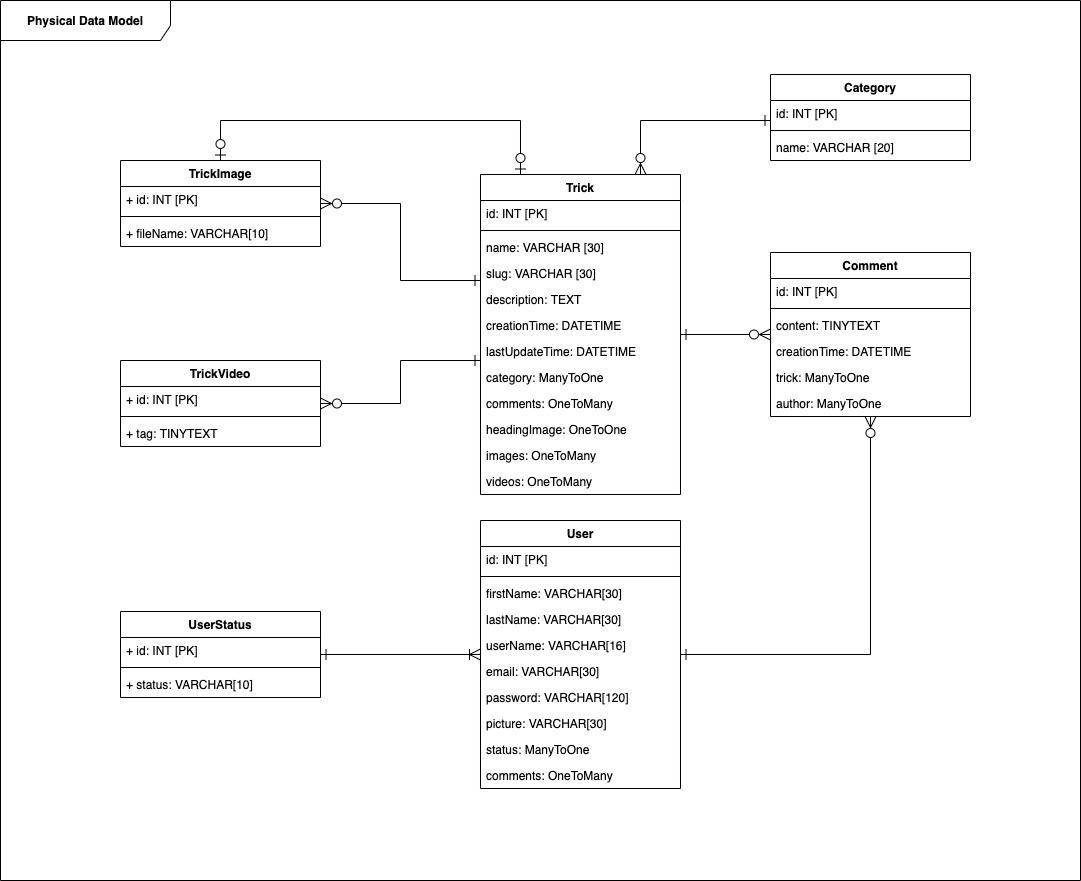 Physical Data Model
Category
id: INT [PK]
name: VARCHAR [20]
TrickImage
+ id: INT [PK]
+ fileName: VARCHAR[10]
Trick
id: INT [PK]
name: VARCHAR [30]
slug: VARCHAR [30]
description: TEXT
creationTime: DATETIME
lastUpdateTime: DATETIME
category: ManyToOne
comments: OneToMany
headingImage: OneToOne
images: OneToMany
videos: OneToMany
Comment
id: INT [PK]
content: TINYTEXT
creationTime: DATETIME
trick: ManyToOne
author: ManyToOne
TrickVideo
+ id: INT [PK]
+ tag: TINYTEXT
User
id: INT [PK]
firstName: VARCHAR[30]
lastName: VARCHAR[30]
userName: VARCHAR[16]
email: VARCHAR[30]
password: VARCHAR[120]
picture: VARCHAR[30]
status: ManyToOne
comments: OneToMany
UserStatus
+ id: INT [PK]
+ status: VARCHAR[10]